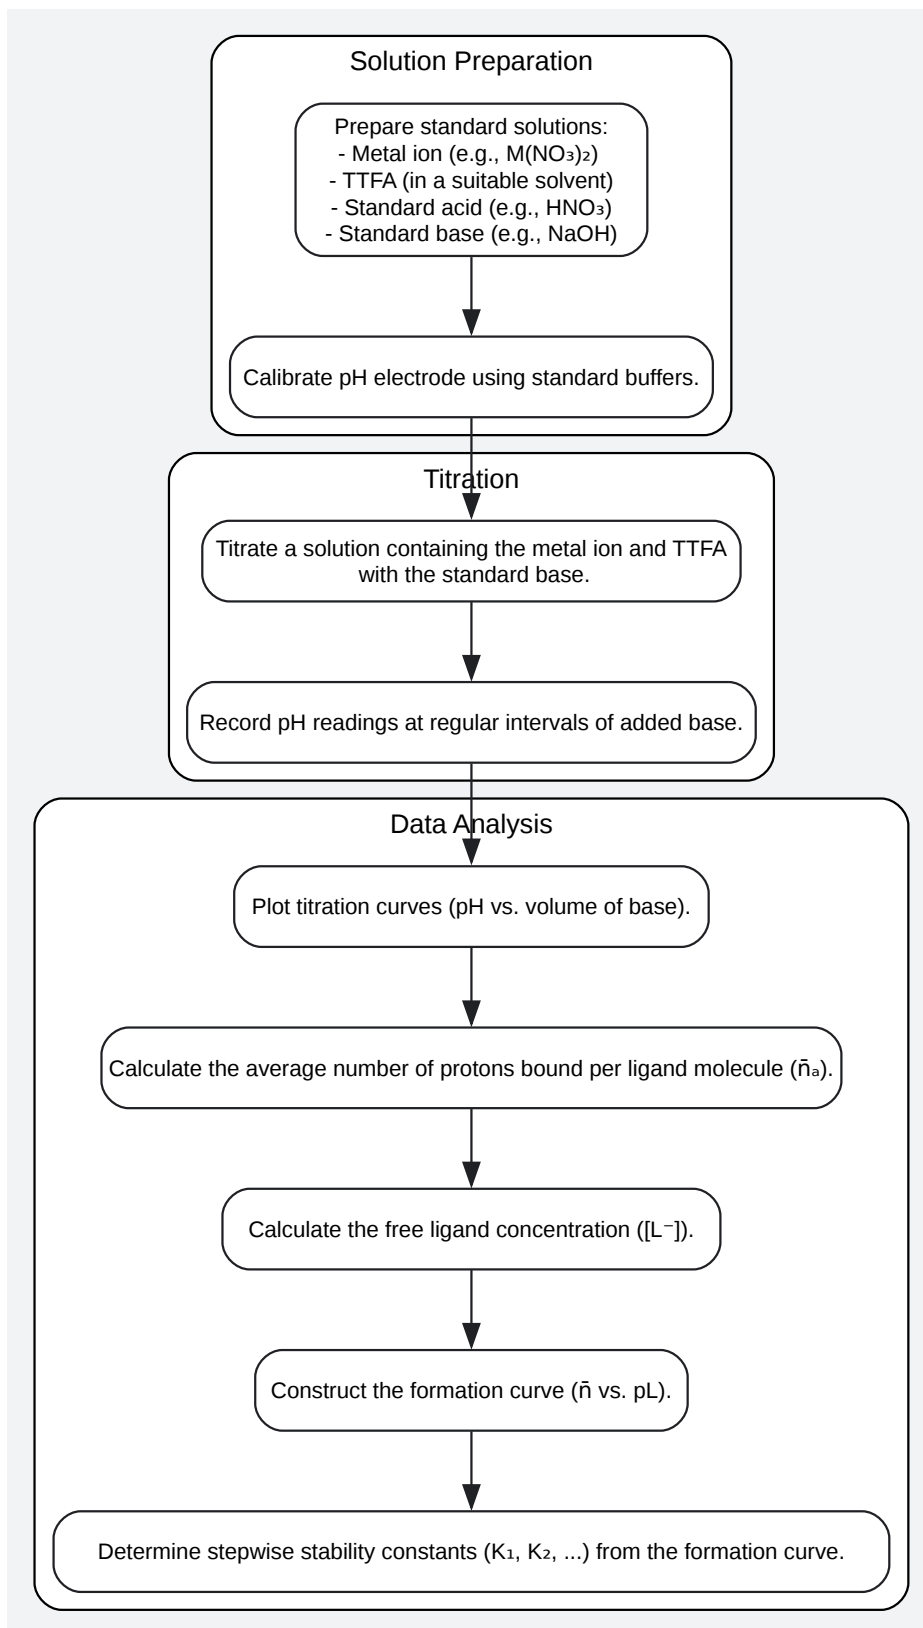 Solution Preparation
Prepare standard solutions:
- Metal ion (e.g., M(NO₃)₂)
- TTFA (in a suitable solvent)
- Standard acid (e.g., HNO₃)
- Standard base (e.g., NaOH)
Calibrate pH electrode using standard buffers.
Titration
Titrate a solution containing the metal ion and TTFA
with the standard base.
Record pH readings at regular intervals of added base.
Data Analysis
Plot titration curves (pH vs. volume of base).
Calculate the average number of protons bound per ligand molecule (n̄ₐ).
Calculate the free ligand concentration ([L⁻]).
Construct the formation curve (n̄ vs. pL).
Determine stepwise stability constants (K₁, K₂, ...) from the formation curve.